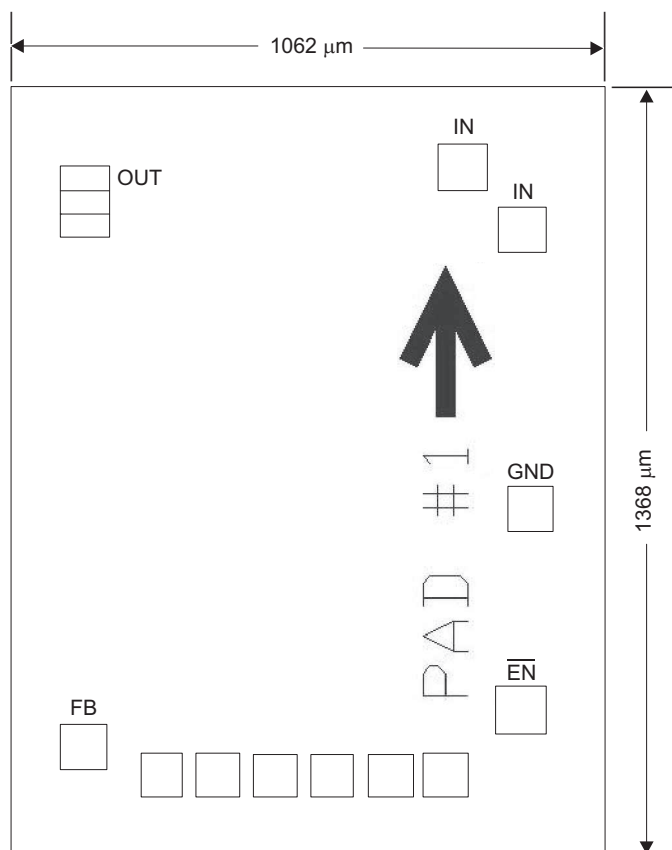 1062 μm
IN
OUT
IN
PAD #1
GND
1368 μm
EN
FB